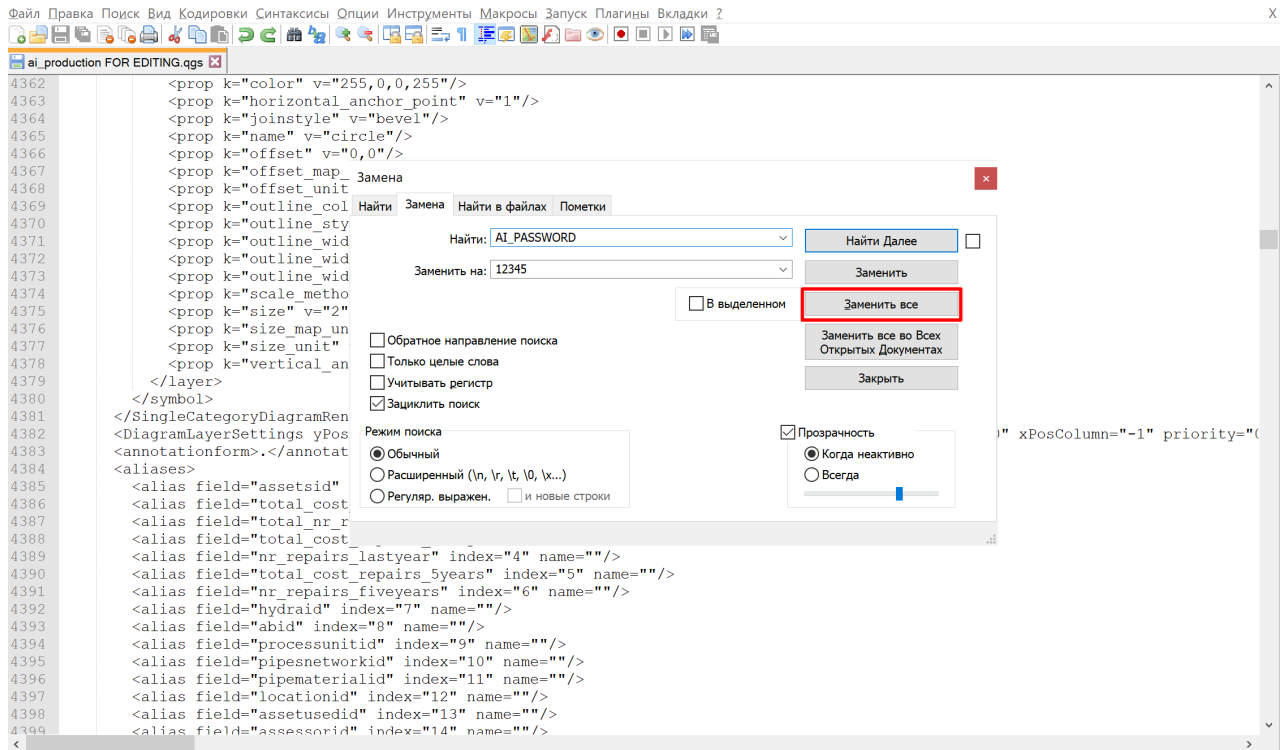 Файл Правка Поиск Вид Кодировки Синтаксисы Опции Инструменты Макросы Запуск Плагины Вкладки ? X
ai_production FOR EDITING.qgs
4362 <prop k="color" v="255,0,0,255"/>
4363 <prop k="horizontal_anchor_point" v="1"/>
4364 <prop k="joinstyle" v="bevel"/>
4365 <prop k="name" v="circle"/>
4366 <prop k="offset" v="0,0"/>
4367 <prop k="offset_map_
4368 <prop k="offset_unit
4369 <prop k="outline_col
4370 <prop k="outline_sty
4371 <prop k="outline_wid
4372 <prop k="outline_wid
4373 <prop k="outline_wid
4374 <prop k="scale_metho
4375 <prop k="size" v="2"
4376 <prop k="size_map_un
4377 <prop k="size_unit"
4378 <prop k="vertical_an
4379 </layer>
4380 </symbol>
4381 </SingleCategoryDiagramRen
4382 <DiagramLayerSettings yPos " xPosColumn="-1" priority="
4383 <annotationform>.</annotat
4384 <aliases>
4385 <alias field="assetsid"
4386 <alias field="total_cost
4387 <alias field="total_nr_r
4388 <alias field="total_cost
4389 <alias field="nr_repairs_lastyear" index="4" name=""/>
4390 <alias field="total_cost_repairs_5years" index="5" name=""/>
4391 <alias field="nr_repairs_fiveyears" index="6" name=""/>
4392 <alias field="hydraid" index="7" name=""/>
4393 <alias field="abid" index="8" name=""/>
4394 <alias field="processunitid" index="9" name=""/>
4395 <alias field="pipesnetworkid" index="10" name=""/>
4396 <alias field="pipematerialid" index="11" name=""/>
4397 <alias field="locationid" index="12" name=""/>
4398 <alias field="assetusedid" index="13" name=""/>
4399 <alias field="assessorid" index="14" name=""/>
Замена
Найти Замена Найти в файлах Пометки
Найти: AI_PASSWORD Найти Далее
Заменить на: 12345 Заменить
В выделенном Заменить все
Заменить все во Всех
Открытых Документах
Закрыть
Обратное направление поиска
Только целые слова
Учитывать регистр
Зациклить поиск
Режим поиска
Обычный
Расширенный (\n, \r, \t, \0, \x...)
Регуляр. выражен. и новые строки
Прозрачность
Когда неактивно
Всегда